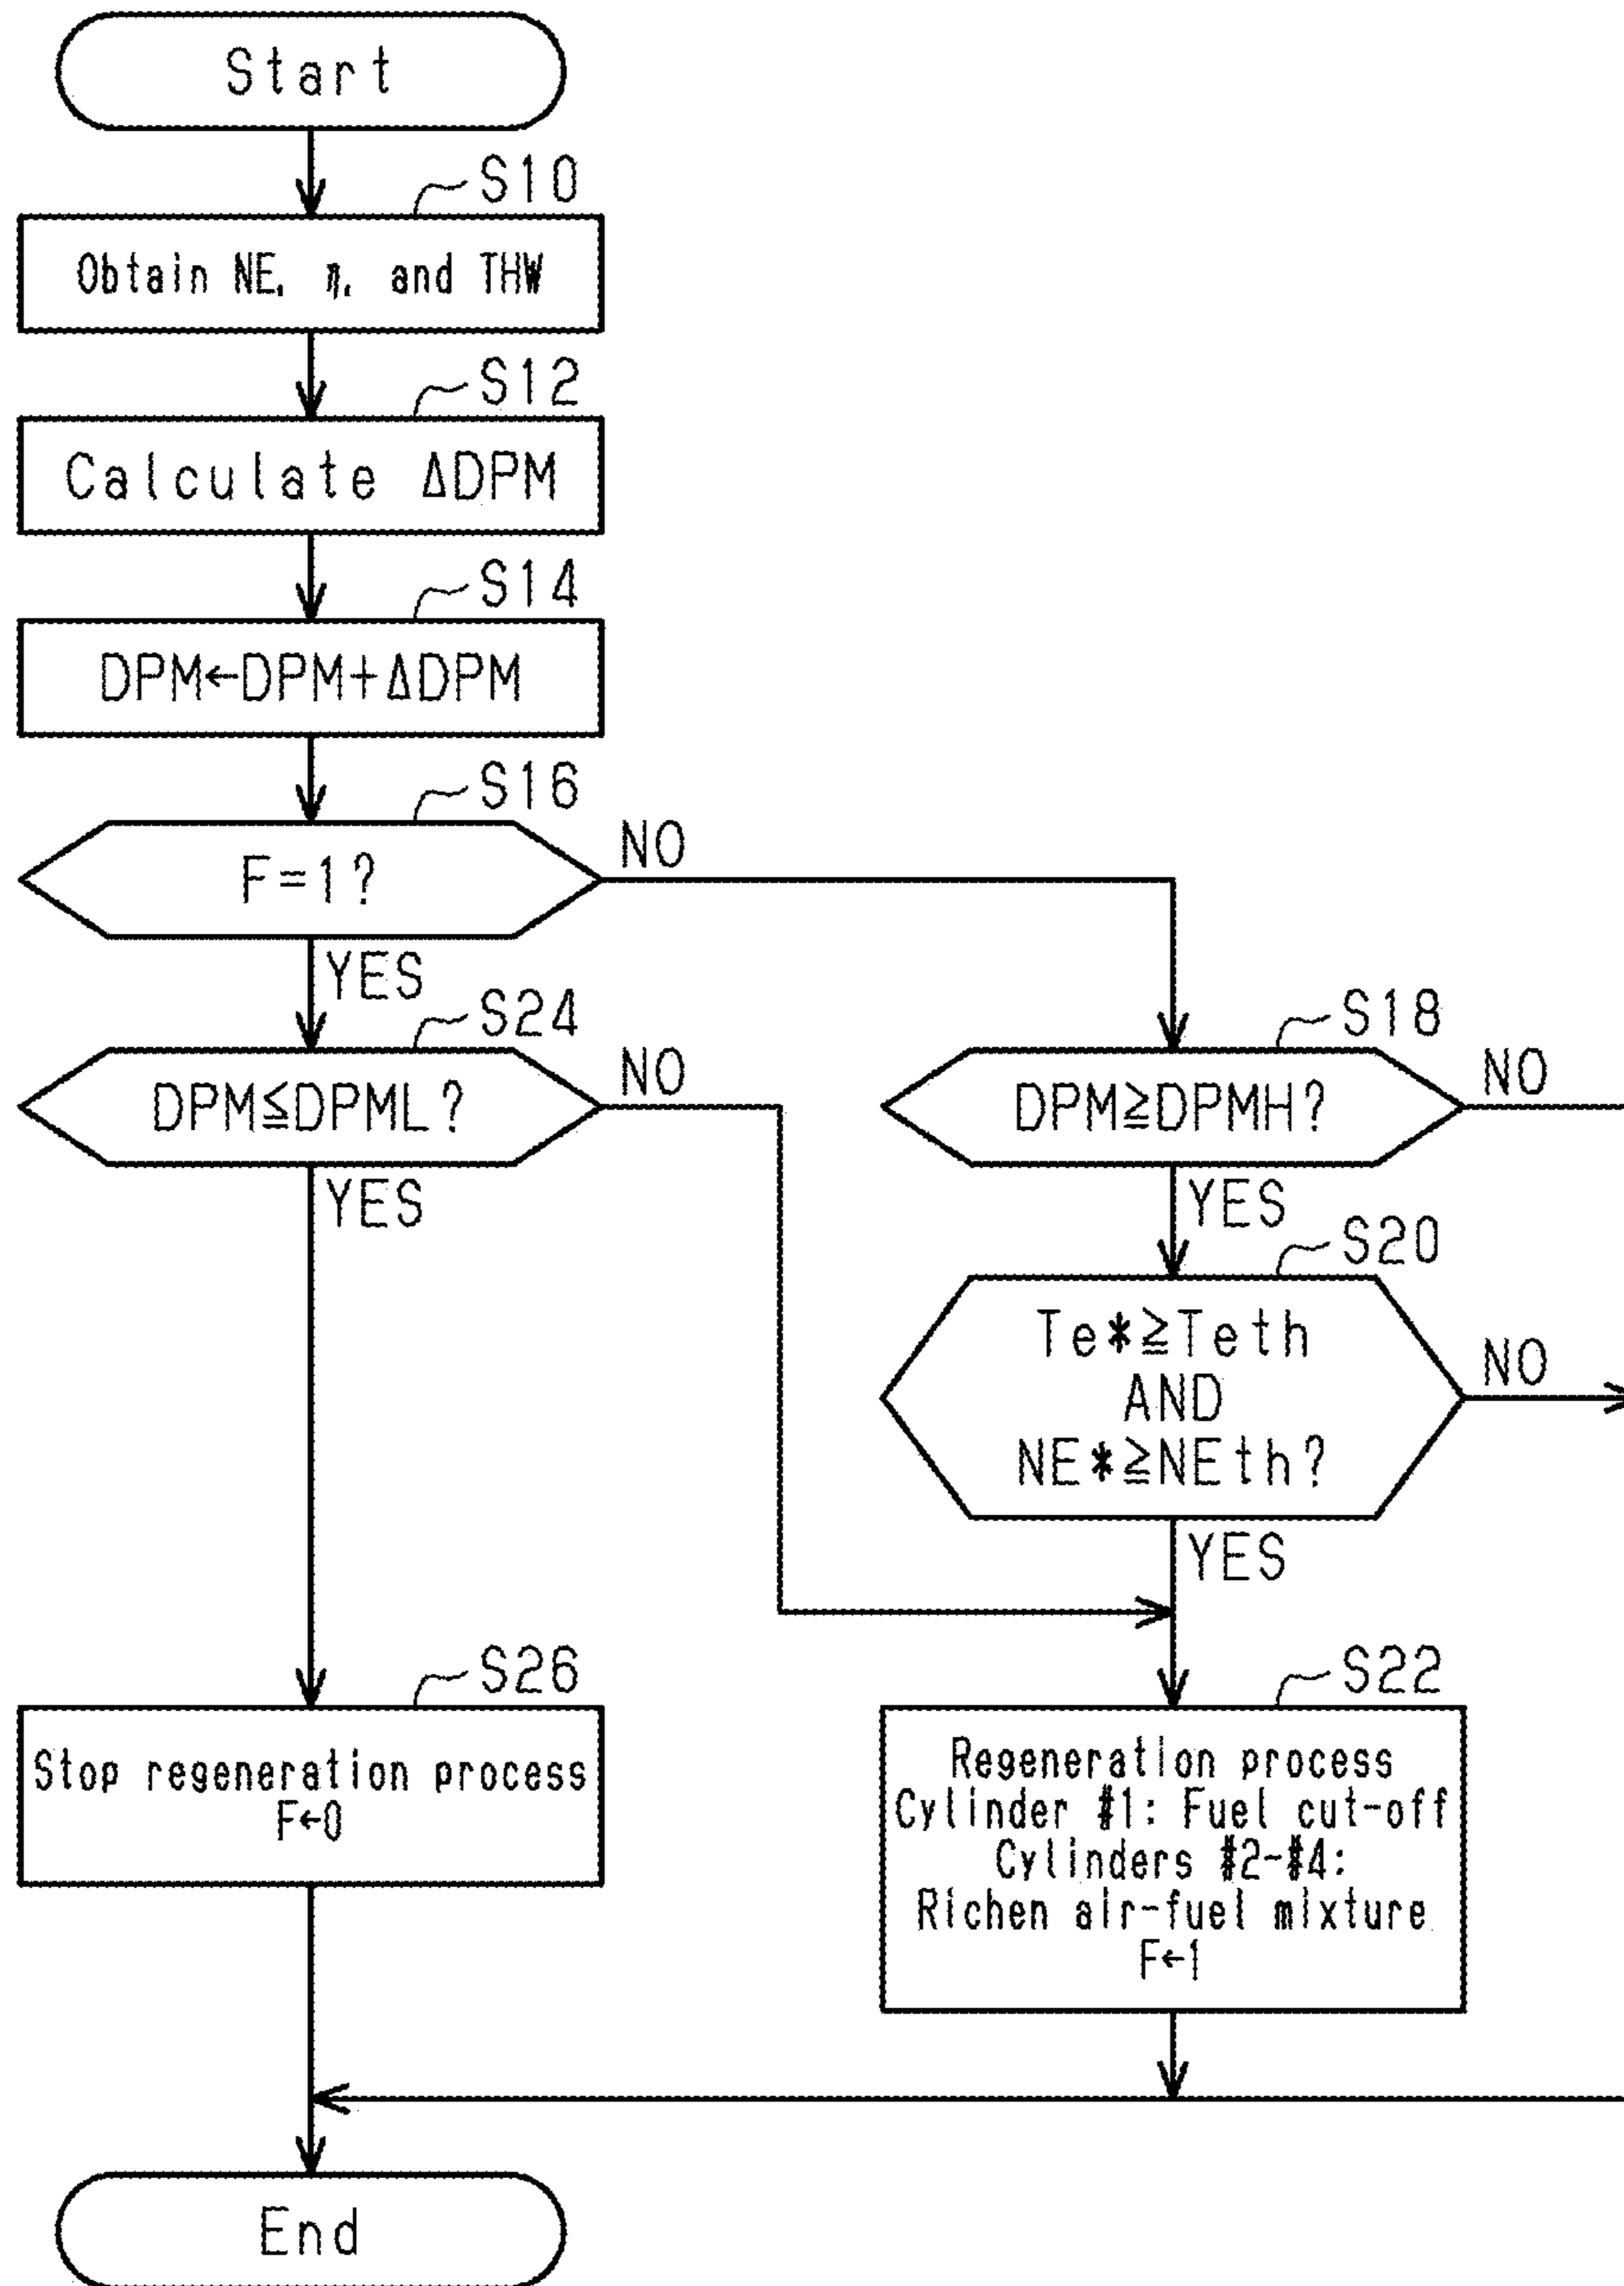 Start
S10
Obtain NE, η, and THW
S12
Calculate ΔDPM
S14
DPM←DPM+ΔDPM
S16
F=1?
NO
YES
S24
DPM≦DPML?
NO
YES
S18
DPM≧DPMH?
NO
YES
S20
Te*≧Teth
AND
NE*≧NEth?
NO
YES
S26
Stop regeneration process
F←0
S22
Regeneration process
Cylinder #1: Fuel cut-off
Cylinders #2-#4:
Richen air-fuel mixture
F←1
End